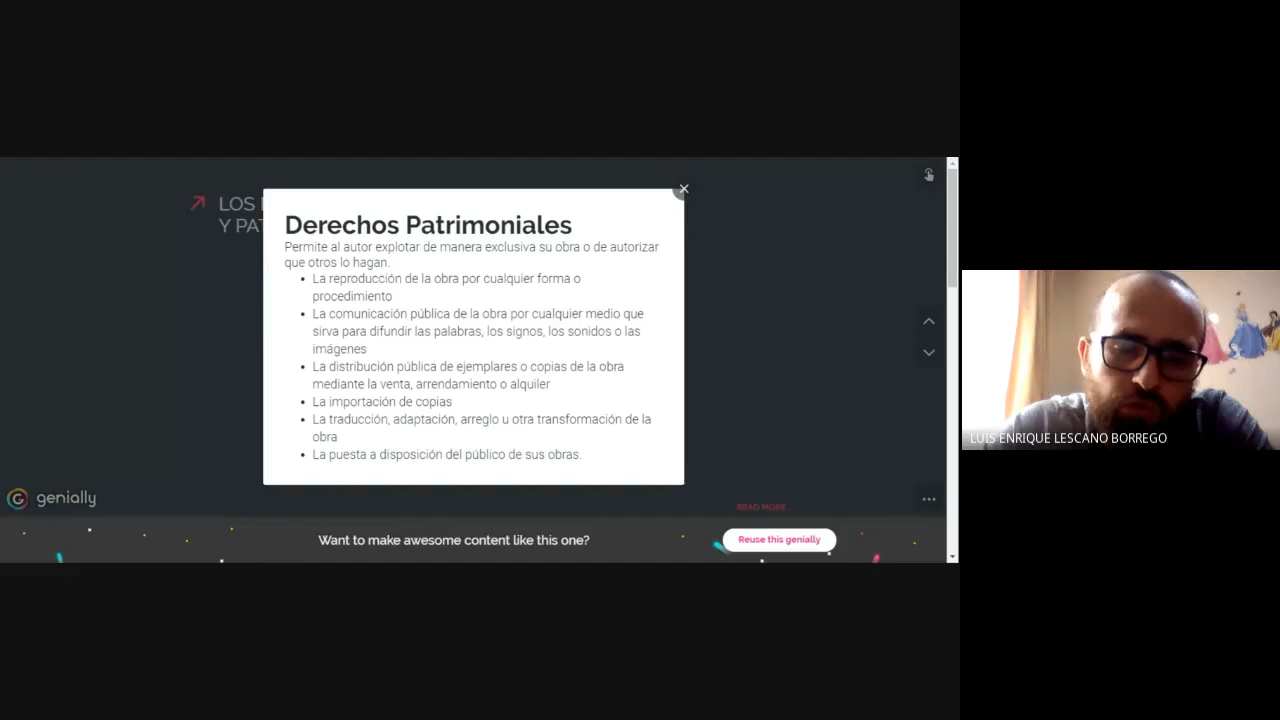 LOS
Y PAT
Derechos Patrimoniales
Permite al autor explotar de manera exclusiva su obra o de autorizar
que otros lo hagan.
• La reproducción de la obra por cualquier forma o
procedimiento
• La comunicación pública de la obra por cualquier medio que
sirva para difundir las palabras, los signos, los sonidos o las
imágenes
• La distribución pública de ejemplares o copias de la obra
mediante la venta, arrendamiento o alquiler
• La importación de copias
• La traducción, adaptación, arreglo u otra transformación de la
obra
• La puesta a disposición del público de sus obras.
genially
READ MORE
Want to make awesome content like this one?
Reuse this genially
LUIS ENRIQUE LESCANO BORREGO